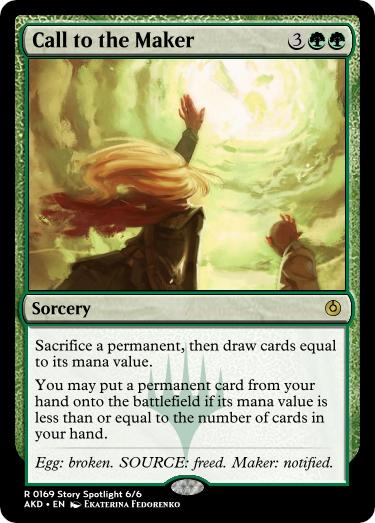 Call to the Maker 3
Sorcery
Sacrifice a permanent, then draw cards equal
to its mana value.
You may put a permanent card from your
hand onto the battlefield if its mana value is
less than or equal to the number of cards in
your hand.
Egg: broken. SOURCE: freed. Maker: notified.
R 0169 Story Spotlight 6/6
AKD • EN Ekaterina Fedorenko